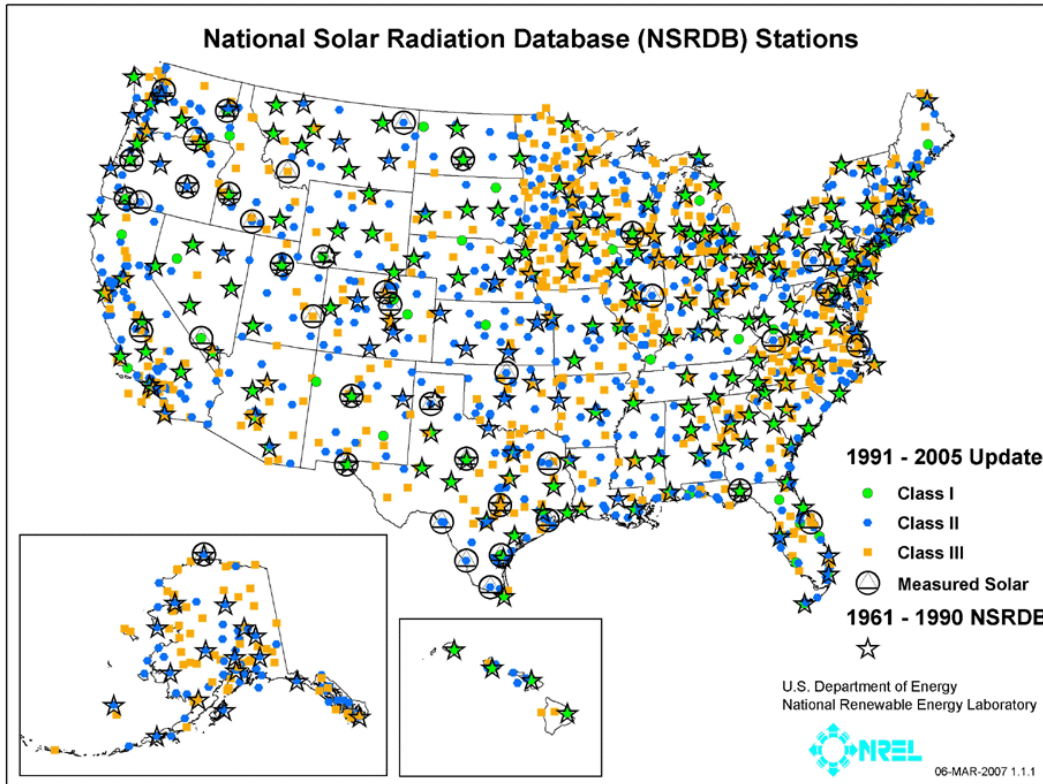 National Solar Radiation Database (NSRDB) Stations
1991 - 2005 Update
Class I
Class II
Class III
Measured Solar
1961 - 1990 NSRDB
U.S. Department of Energy
National Renewable Energy Laboratory
NREL
06-MAR-2007 1.1.1